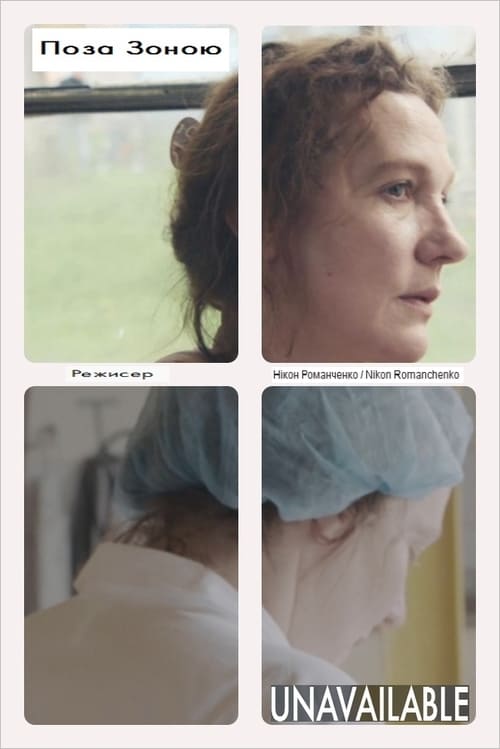 Поза Зоною
Режисер
Нікон Романченко / Nikon Romanchenko
UNAVAILABLE